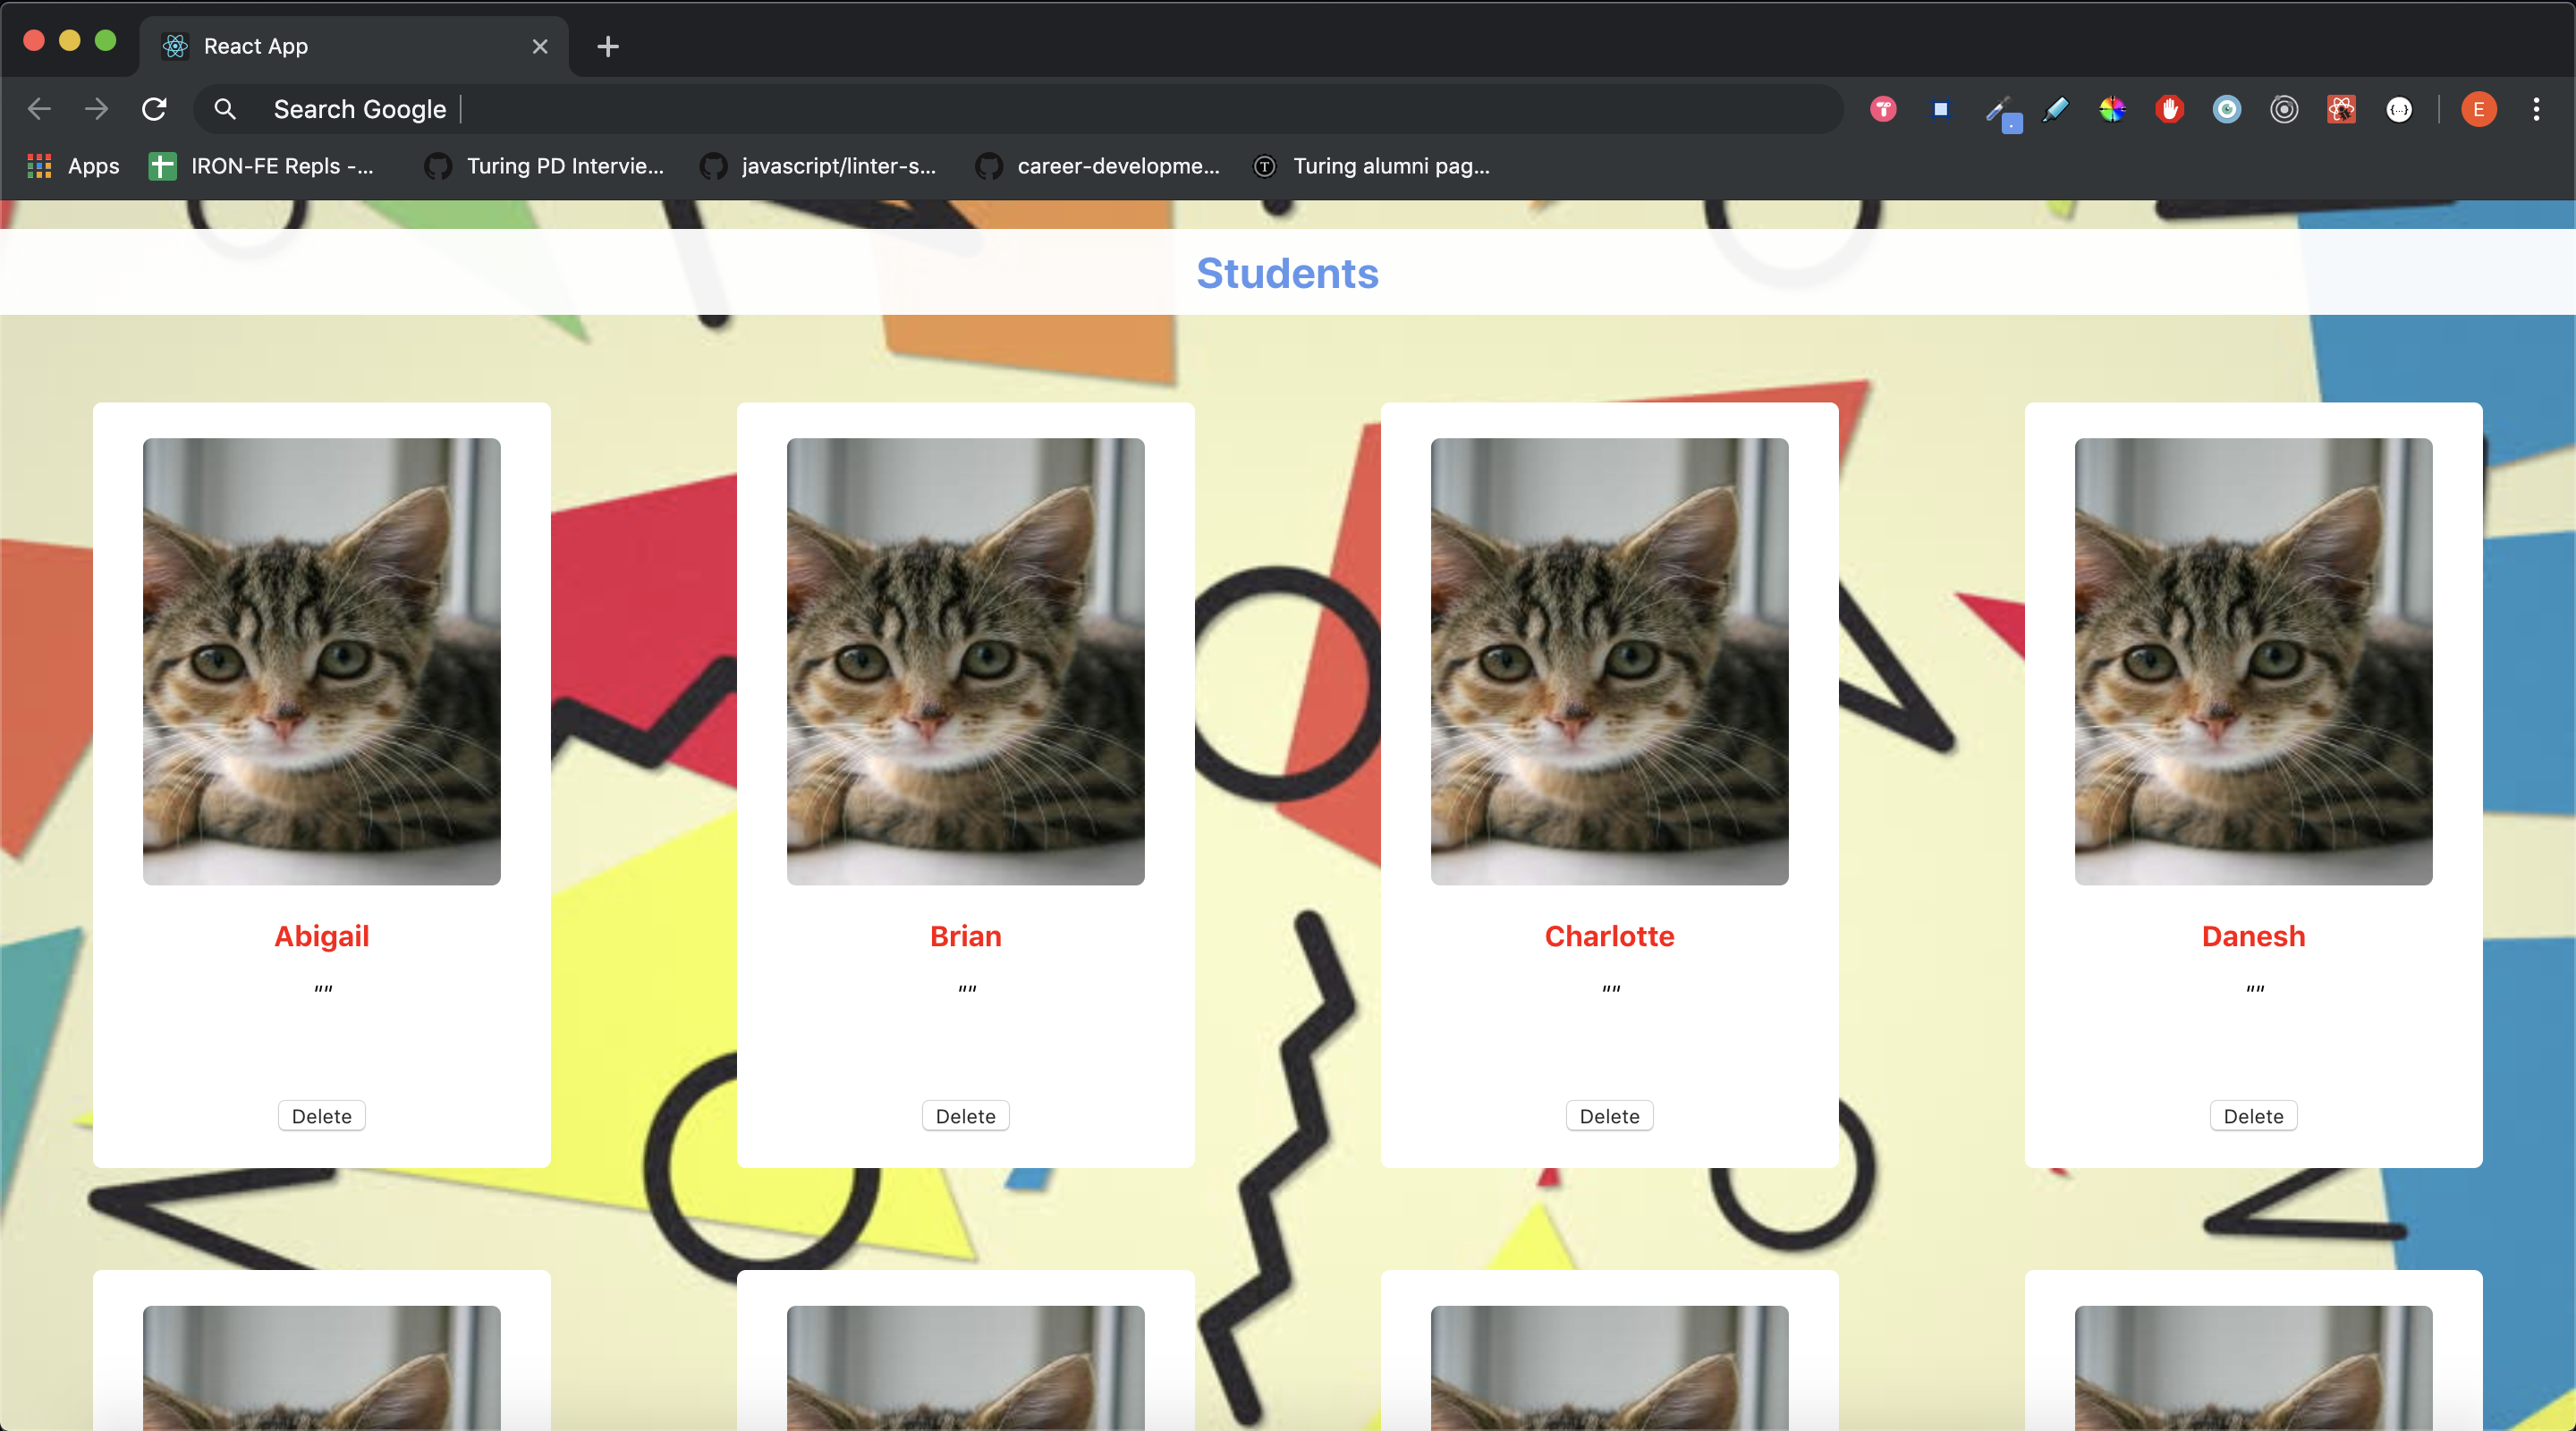 React App
Search Google
E
Apps
IRON-FE Repls -...
Turing PD Intervie...
javascript/linter-s...
career-developme...
Turing alumni pag...
Students
Abigail
Brian
Charlotte
Danesh
""
""
""
""
Delete
Delete
Delete
Delete